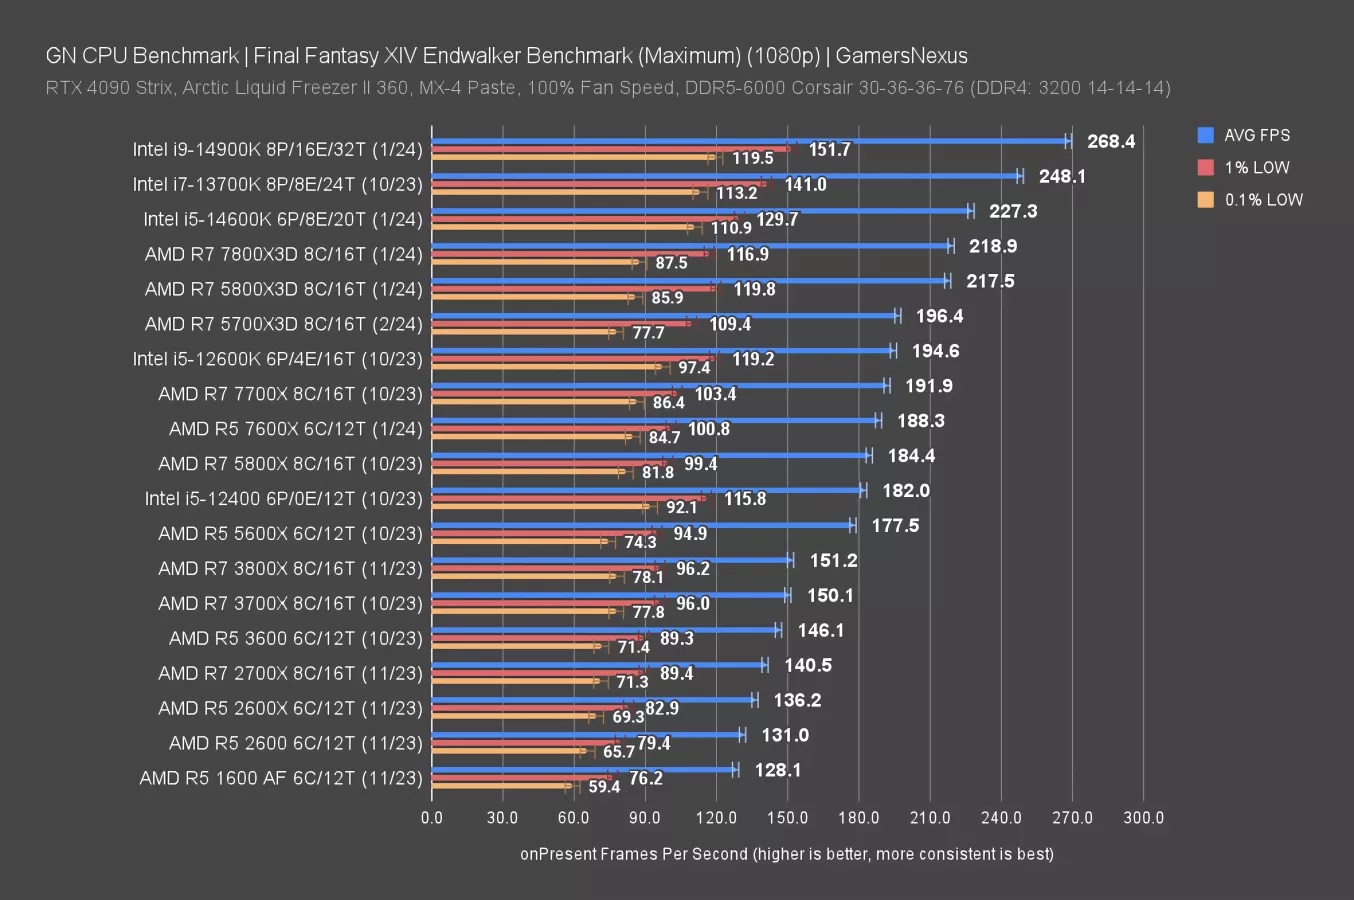 GN CPU Benchmark | Final Fantasy XIV Endwalker Benchmark (Maximum) (1080p) | GamersNexus
RTX 4090 Strix, Arctic Liquid Freezer II 360, MX-4 Paste, 100% Fan Speed, DDR5-6000 Corsair 30-36-36-76 (DDR4: 3200 14-14-14)
AVG FPS
1% LOW
0.1% LOW
Intel i9-14900K 8P/16E/32T (1/24) 268.4 151.7 119.5
Intel i7-13700K 8P/8E/24T (10/23) 248.1 141.0 113.2
Intel i5-14600K 6P/8E/20T (1/24) 227.3 129.7 110.9
AMD R7 7800X3D 8C/16T (1/24) 218.9 116.9 87.5
AMD R7 5800X3D 8C/16T (1/24) 217.5 119.8 85.9
AMD R7 5700X3D 8C/16T (2/24) 196.4 109.4 77.7
Intel i5-12600K 6P/4E/16T (10/23) 194.6 119.2 97.4
AMD R7 7700X 8C/16T (10/23) 191.9 103.4 86.4
AMD R5 7600X 6C/12T (1/24) 188.3 100.8 84.7
AMD R7 5800X 8C/16T (10/23) 184.4 99.4 81.8
Intel i5-12400 6P/0E/12T (10/23) 182.0 115.8 92.1
AMD R5 5600X 6C/12T (10/23) 177.5 94.9 74.3
AMD R7 3800X 8C/16T (11/23) 151.2 96.2 78.1
AMD R7 3700X 8C/16T (10/23) 150.1 96.0 77.8
AMD R5 3600 6C/12T (10/23) 146.1 89.3 71.4
AMD R7 2700X 8C/16T (11/23) 140.5 89.4 71.3
AMD R5 2600X 6C/12T (11/23) 136.2 82.9 69.3
AMD R5 2600 6C/12T (11/23) 131.0 79.4 65.7
AMD R5 1600 AF 6C/12T (11/23) 128.1 76.2 59.4
0.0 30.0 60.0 90.0 120.0 150.0 180.0 210.0 240.0 270.0 300.0
onPresent Frames Per Second (higher is better, more consistent is best)